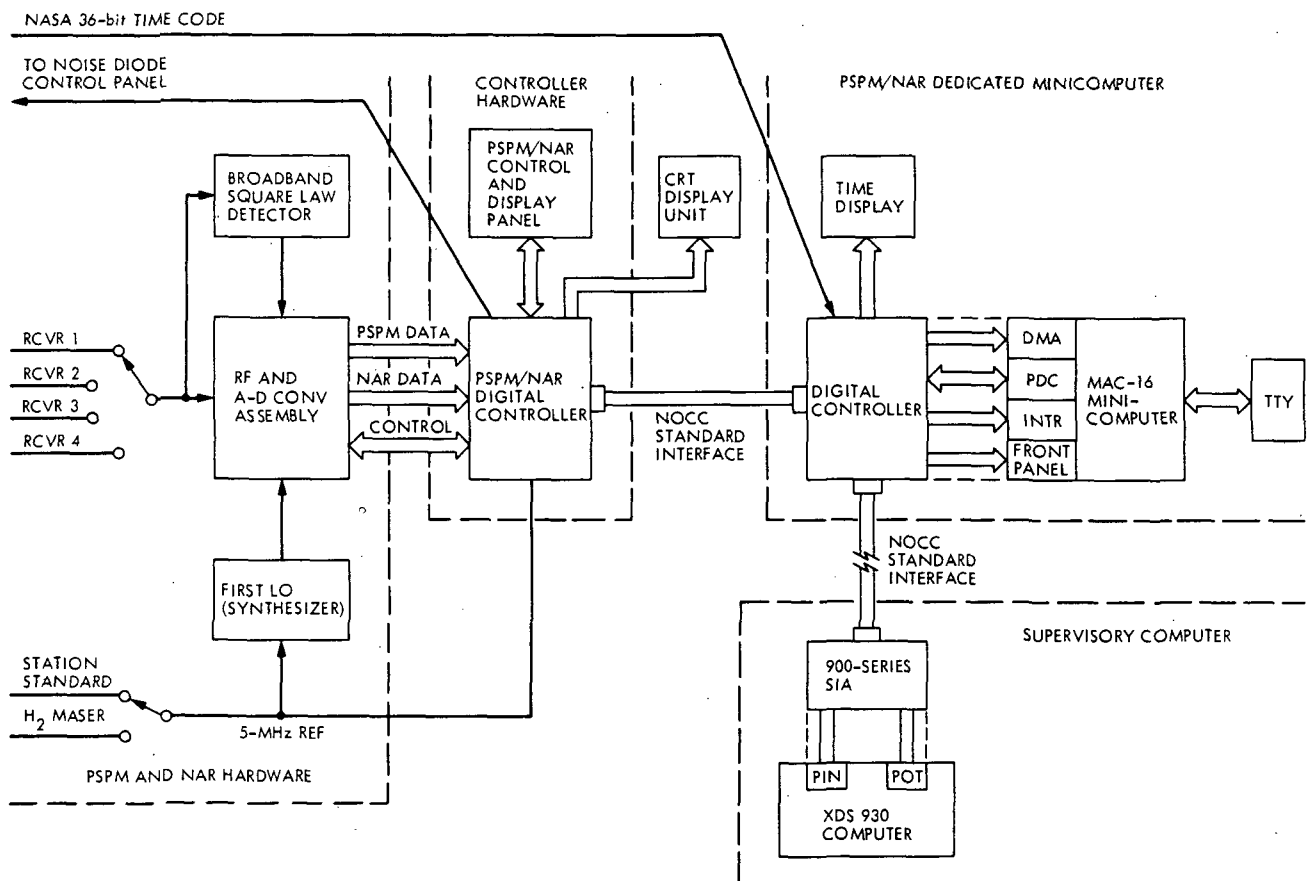 NASA 36-bit TIME CODE
TO NOISE DIODE
CONTROL PANEL
CONTROLLER
HARDWARE
PSPM/NAR DEDICATED MINICOMPUTER
BROADBAND
SQUARE LAW
DETECTOR
PSPM/NAR
CONTROL
AND
DISPLAY
PANEL
CRT
DISPLAY
UNIT
TIME
DISPLAY
RCVR 1
RCVR 2
RCVR 3
RCVR 4
RF AND
A-D CONV
ASSEMBLY
PSPM DATA
NAR DATA
CONTROL
PSPM/NAR
DIGITAL
CONTROLLER
NOCC
STANDARD
INTERFACE
DIGITAL
CONTROLLER
DMA
PDC
INTR
FRONT
PANEL
MAC-16
MINI-
COMPUTER
TTY
FIRST LO
(SYNTHESIZER)
NOCC
STANDARD
INTERFACE
STATION
STANDARD
H2 MASER
5-MHz REF
PSPM AND NAR HARDWARE
SUPERVISORY COMPUTER
900-SERIES
SIA
PIN
POT
XDS 930
COMPUTER